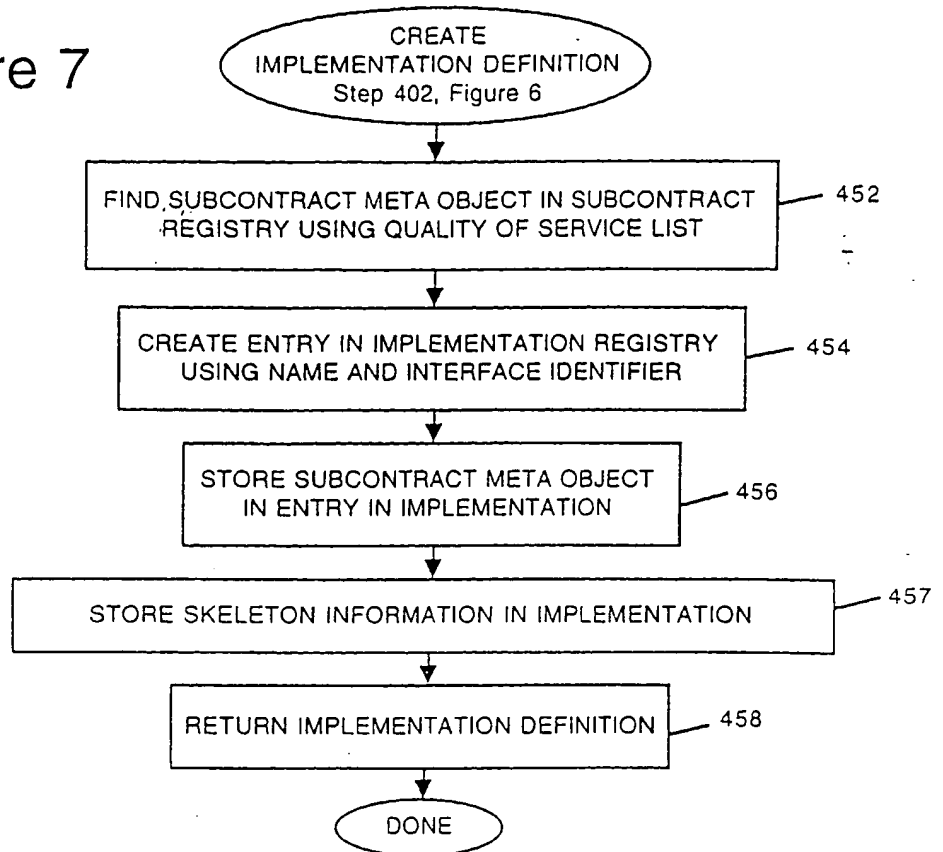 re 7
CREATE
IMPLEMENTATION DEFINITION
Step 402, Figure 6
FIND SUBCONTRACT META OBJECT IN SUBCONTRACT
REGISTRY USING QUALITY OF SERVICE LIST
452
CREATE ENTRY IN IMPLEMENTATION REGISTRY
USING NAME AND INTERFACE IDENTIFIER
454
STORE SUBCONTRACT META OBJECT
IN ENTRY IN IMPLEMENTATION
456
STORE SKELETON INFORMATION IN IMPLEMENTATION
457
RETURN IMPLEMENTATION DEFINITION
458
DONE